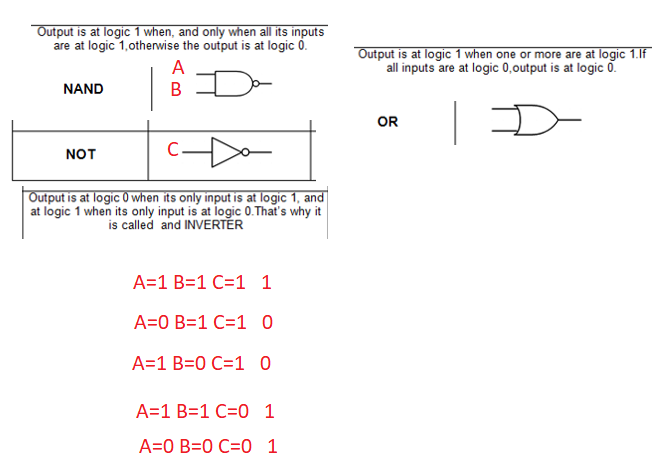 Output is at logic 1 when, and only when all its inputs
are at logic 1,otherwise the output is at logic 0.
NAND
A
B
NOT
C
Output is at logic 0 when its only input is at logic 1, and
at logic 1 when its only input is at logic 0.That's why it
is called and INVERTER
Output is at logic 1 when one or more are at logic 1.If
all inputs are at logic 0,output is at logic 0.
OR
A=1 B=1 C=1 1
A=0 B=1 C=1 0
A=1 B=0 C=1 0
A=1 B=1 C=0 1
A=0 B=0 C=0 1